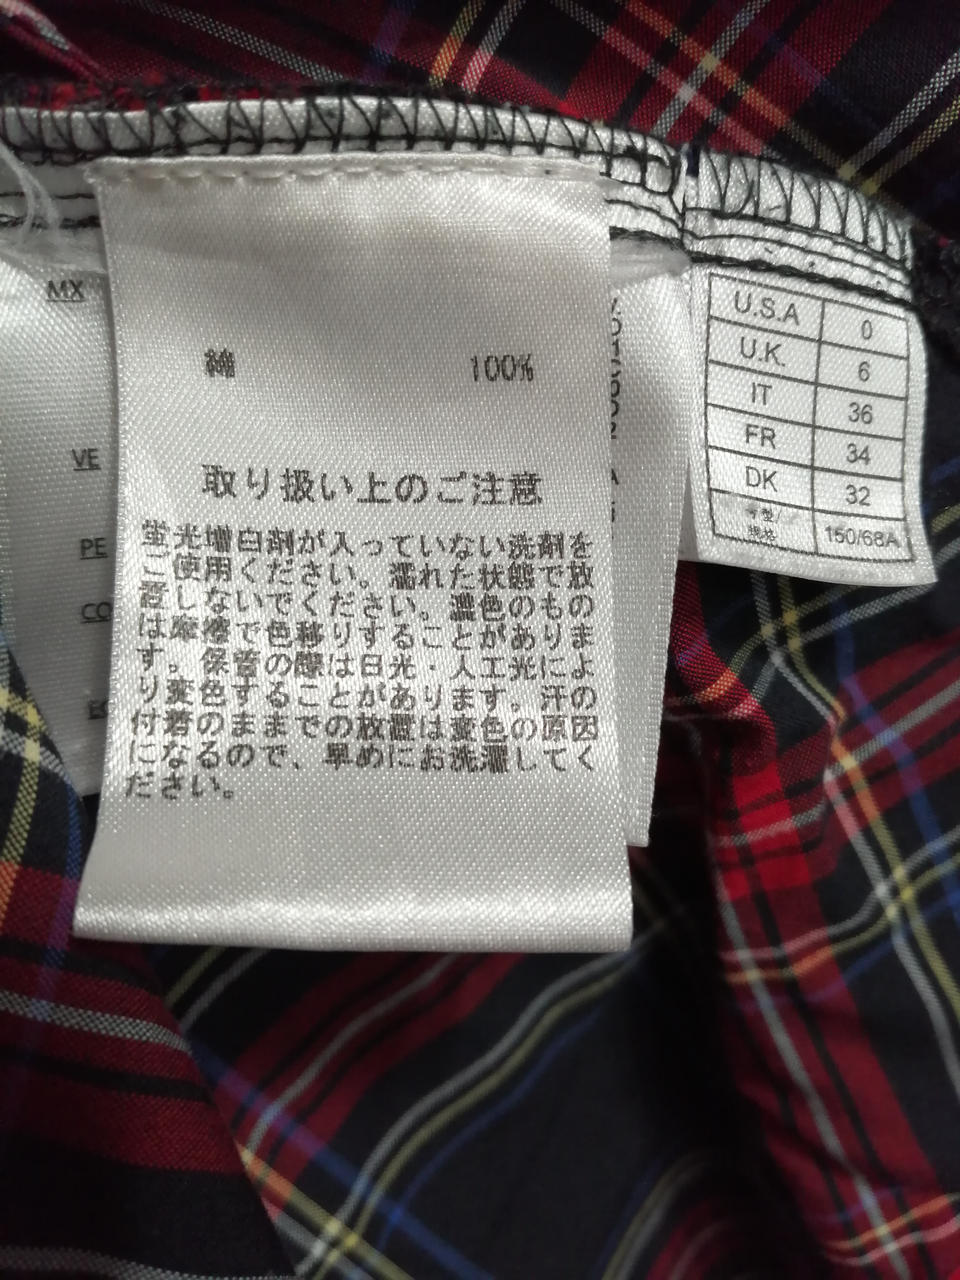 MX
VE
PE
CO
綿 100%
取り扱い上のご注意
蛍光増白剤が入っていない洗剤を
ご使用ください。濡れた状態で放
置しないでください。濃色のもの
は摩擦で色移りすることがありま
す。保管の際は日光・人工光によ
り変色することがあります。汗の
付着のままでの放置は変色の原因
になるので、早めにお洗濯してく
ださい。
U.S.A 0
U.K. 6
IT 36
FR 34
DK 32
号型/
規格 150/68A